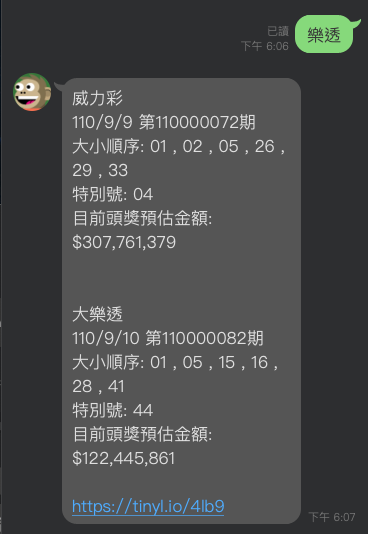 樂透
已讀
下午 6:06
威力彩
110/9/9 第110000072期
大小順序: 01 , 02 , 05 , 26 ,
29 , 33
特別號: 04
目前頭獎預估金額:
$307,761,379
大樂透
110/9/10 第110000082期
大小順序: 01 , 05 , 15 , 16 ,
28 , 41
特別號: 44
目前頭獎預估金額:
$122,445,861
https://tinyl.io/4lb9
下午 6:07